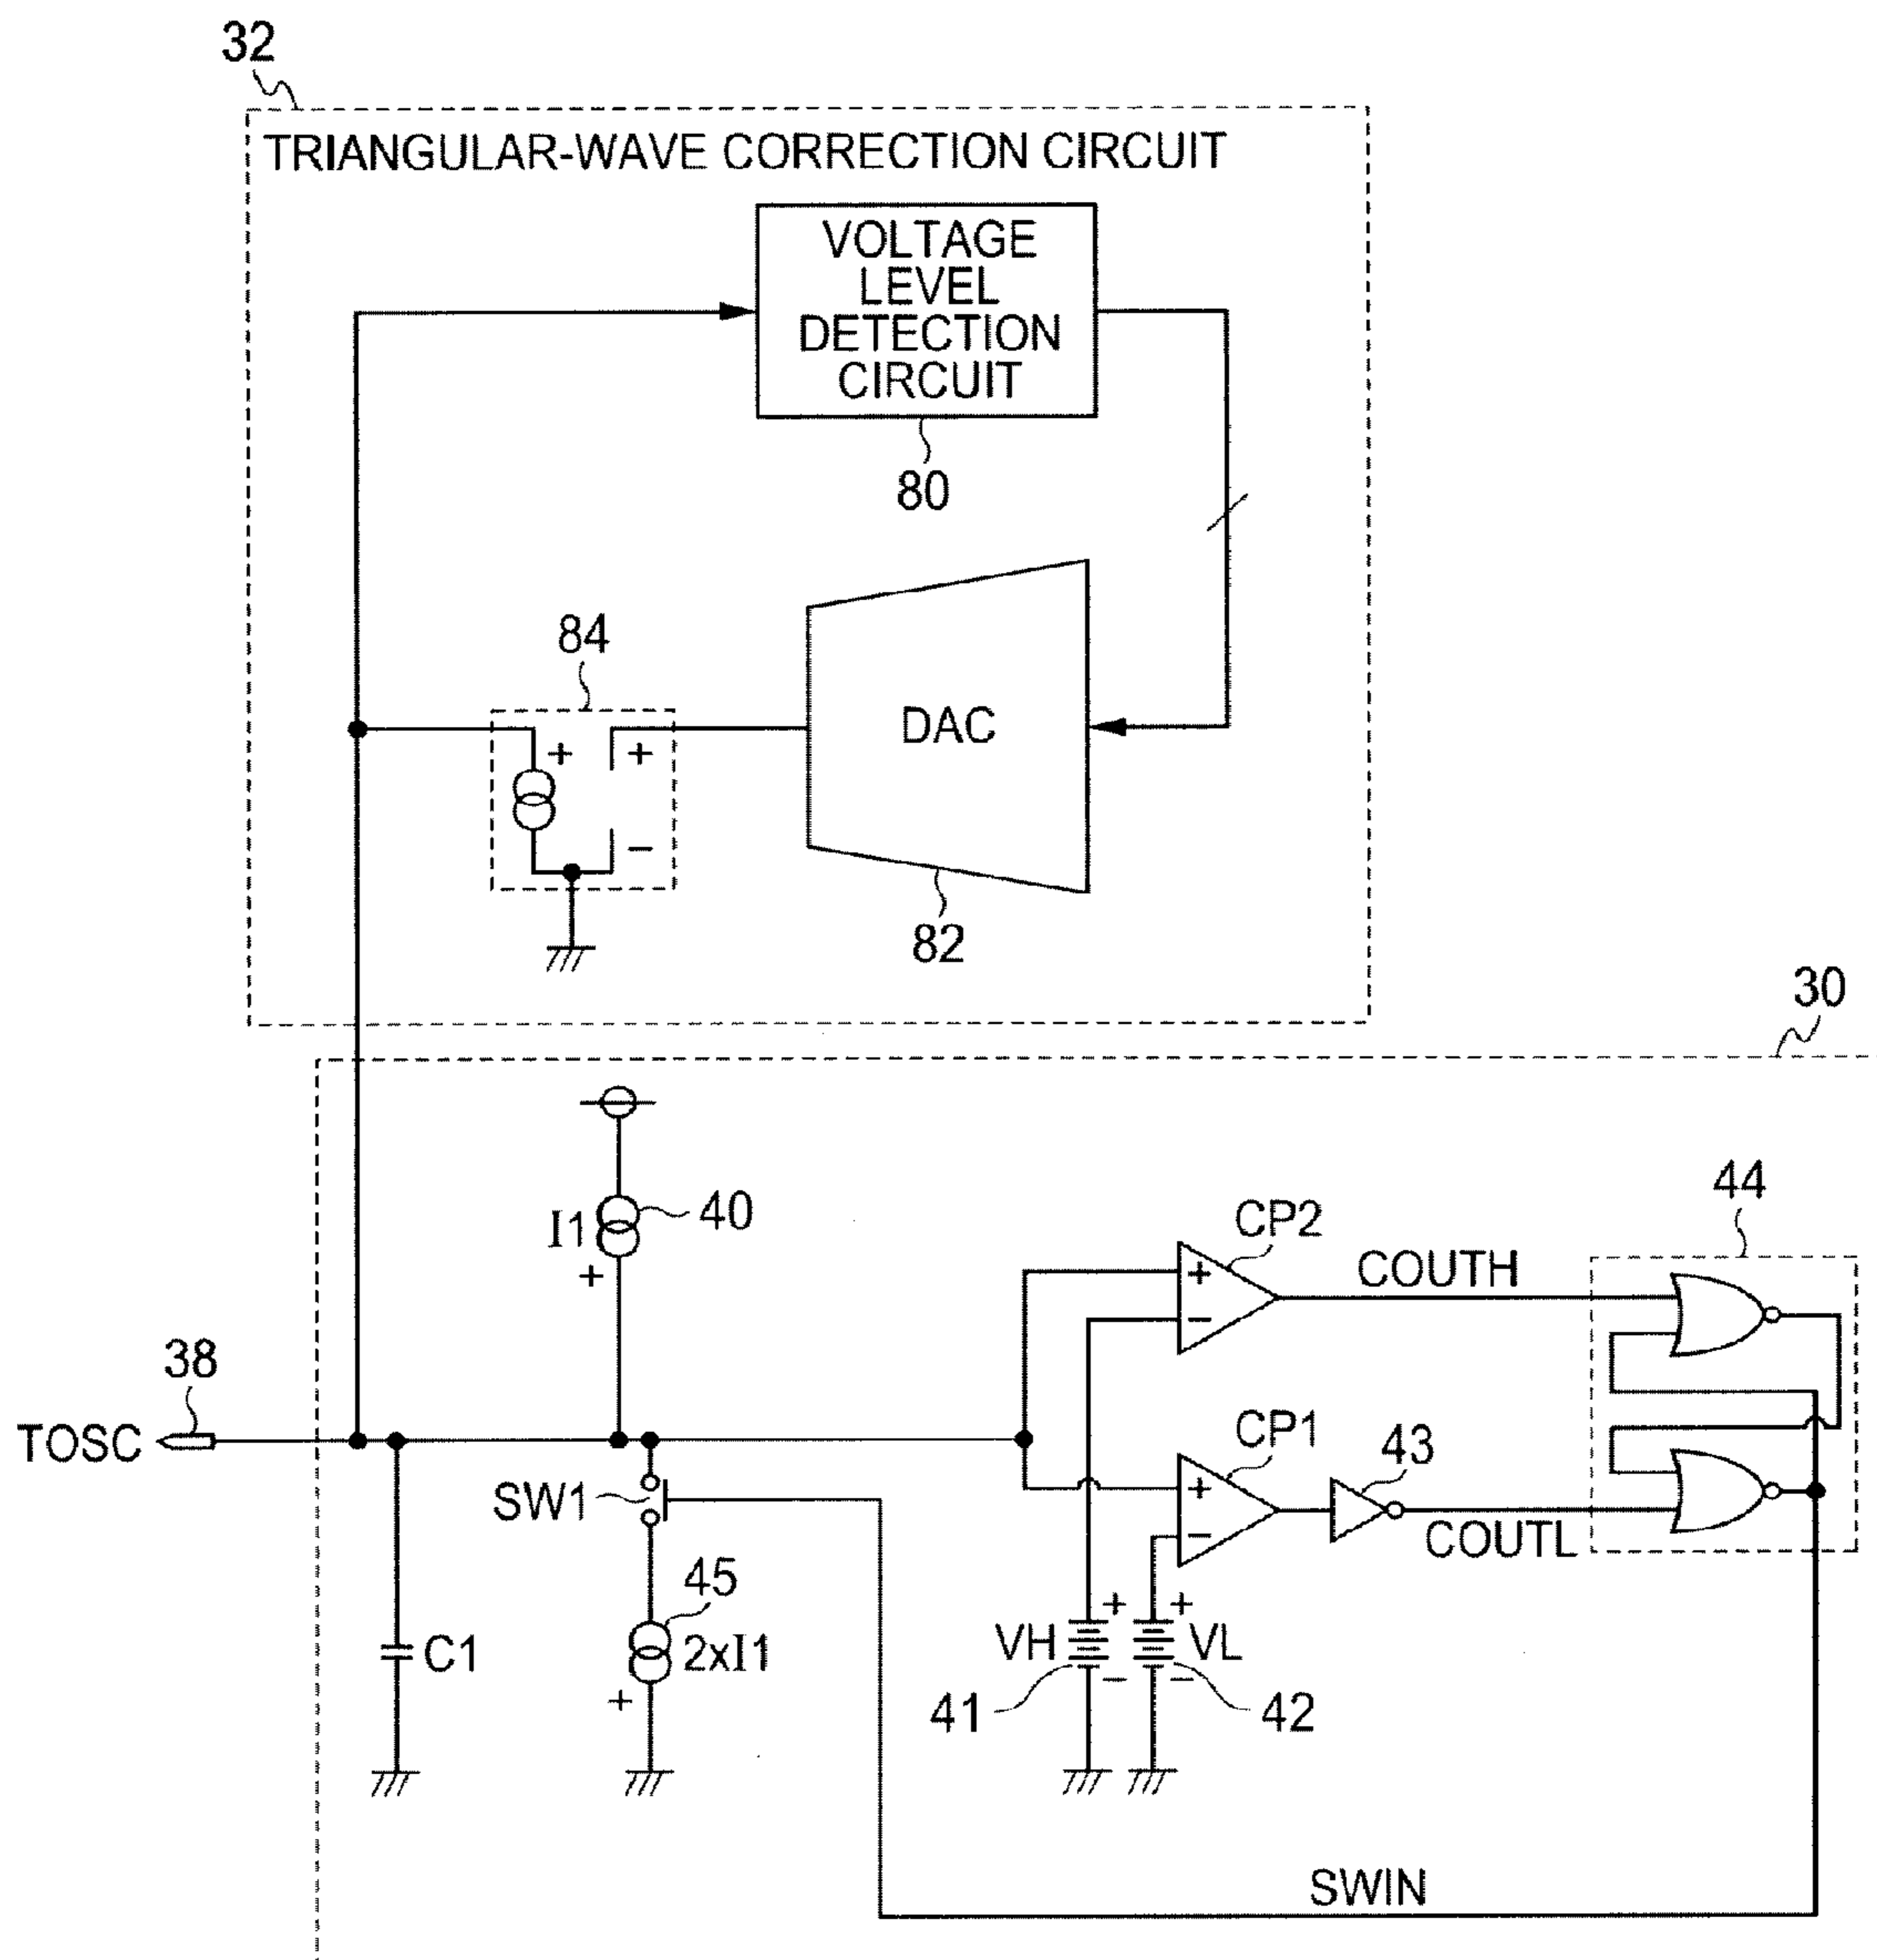 32
TRIANGULAR-WAVE CORRECTION CIRCUIT
VOLTAGE
LEVEL
DETECTION
CIRCUIT
80
84
+
+
−
DAC
82
30
I1
40
+
CP2
+
−
COUTH
44
38
TOSC
SW1
CP1
+
−
43
COUTL
C1
45
2xI1
+
VH
+
−
+
−
VL
41
42
SWIN